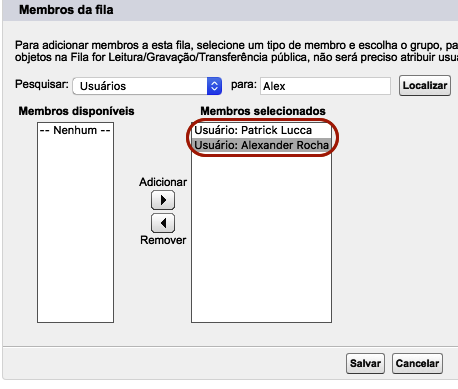 Membros da fila
Para adicionar membros a esta fila, selecione um tipo de membro e escolha o grupo, pa
objetos na Fila for Leitura/Gravação/Transferência pública, não será preciso atribuir usuá
Pesquisar: Usuários para: Alex Localizar
Membros disponíveis Membros selecionados
-- Nenhum -- Usuário: Patrick Lucca
Usuário: Alexander Rocha
Adicionar
Remover
Salvar Cancelar